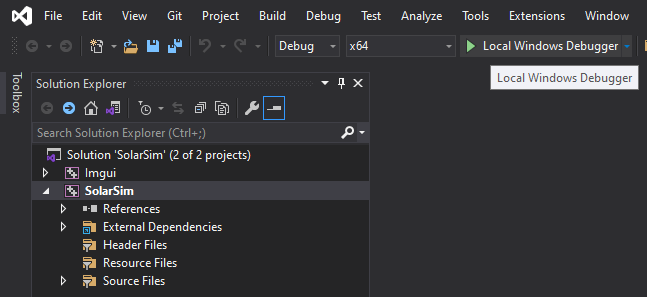 File Edit View Git Project Build Debug Test Analyze Tools Extensions Window
Debug x64 Local Windows Debugger
Local Windows Debugger
Toolbox
Solution Explorer
Search Solution Explorer (Ctrl+;)
Solution 'SolarSim' (2 of 2 projects)
Imgui
SolarSim
References
External Dependencies
Header Files
Resource Files
Source Files